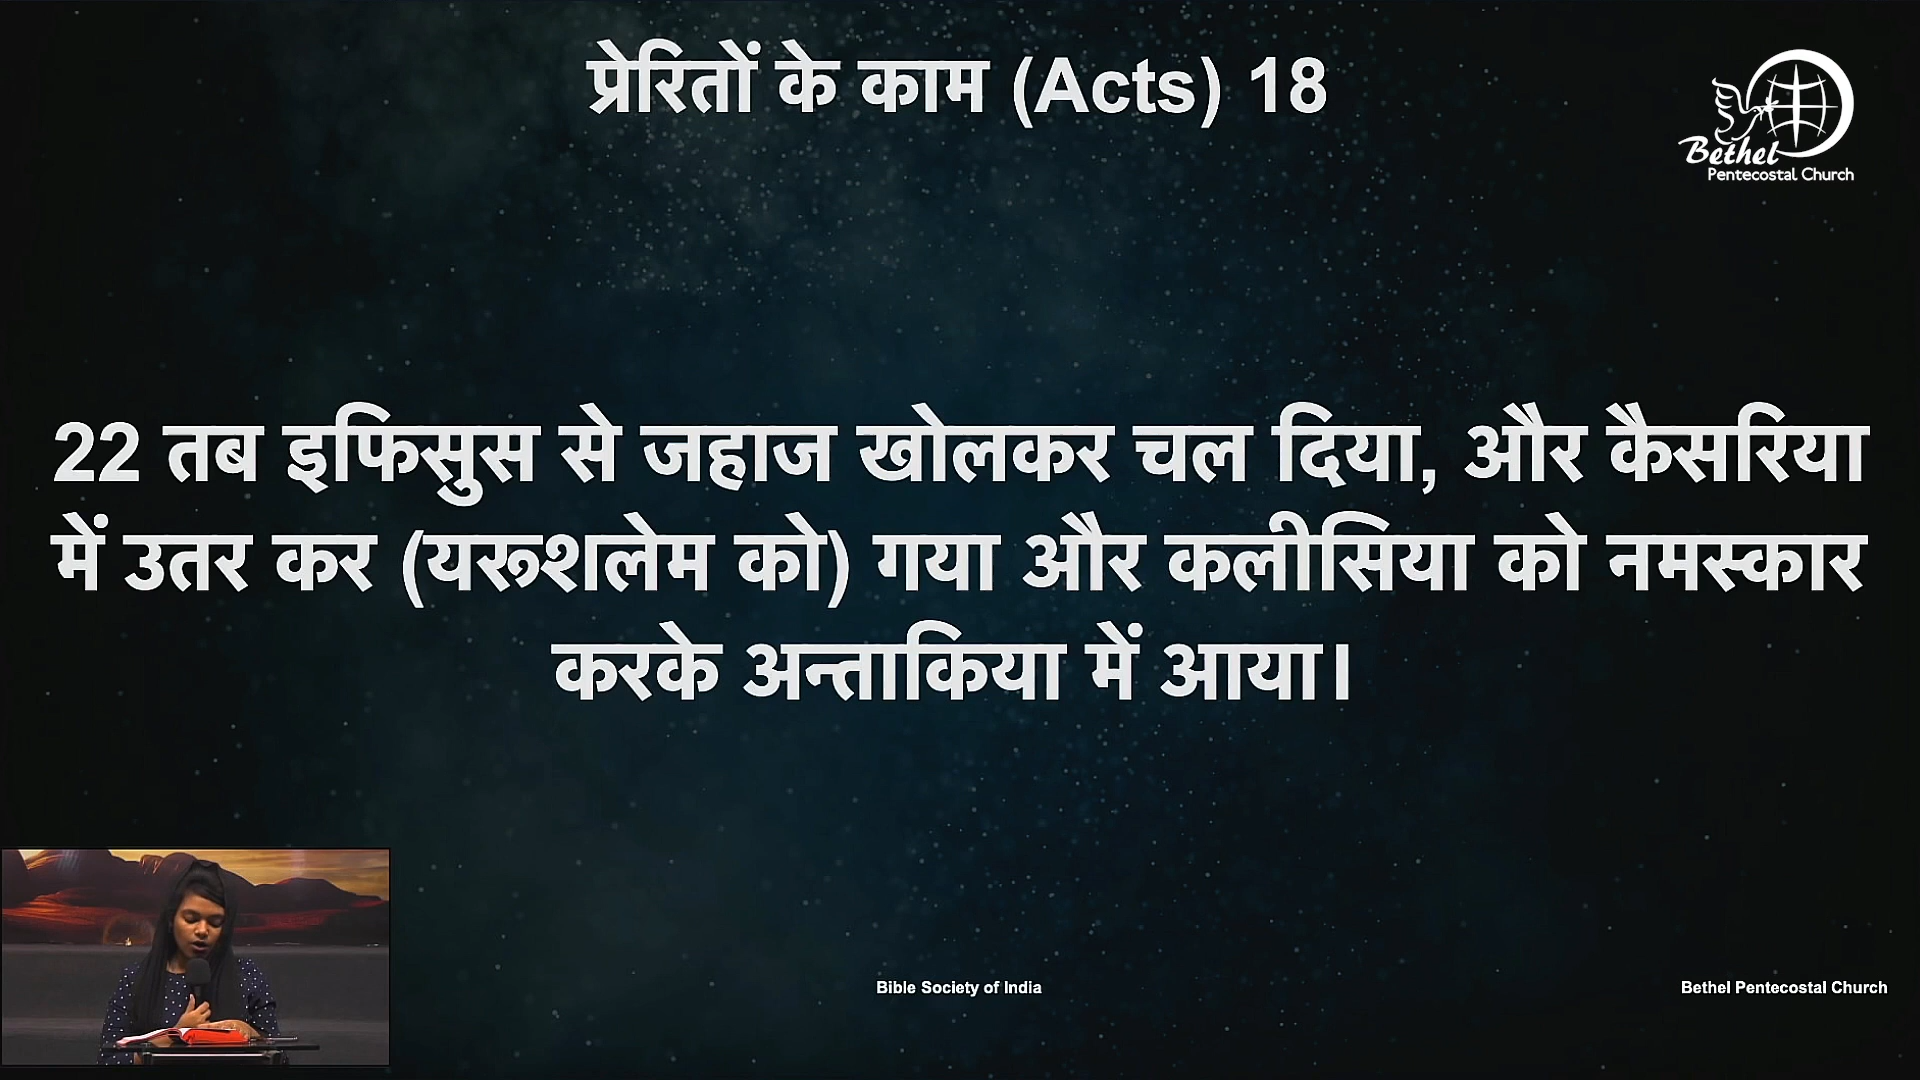 प्रेरितों के काम (Acts) 18
Bethel
Pentecostal Church
22 तब इफिसुस से जहाज खोलकर चल दिया, और कैसरिया
में उतर कर (यरूशलेम को) गया और कलीसिया को नमस्कार
करके अन्ताकिया में आया।
Bible Society of India
Bethel Pentecostal Church